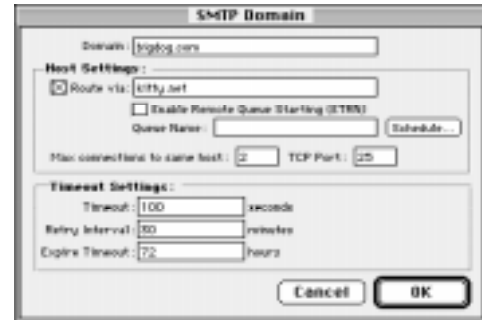 SMTP Domain
Domain: bigdog.com
Host Settings:
Route via: kitty.net
Enable Remote Queue Starting (ETRN)
Queue Name: Schedule...
Max connections to same host: 2 TCP Port: 25
Timeout Settings:
Timeout: 100 seconds
Retry Interval: 30 minutes
Expire Timeout: 72 hours
Cancel OK